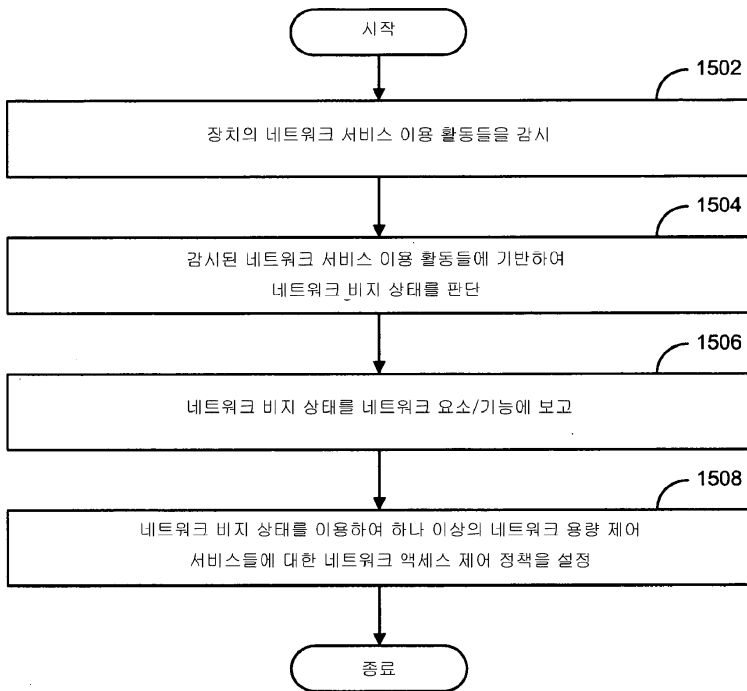 시작
1502
장치의 네트워크 서비스 이용 활동들을 감시
1504
감시된 네트워크 서비스 이용 활동들에 기반하여
네트워크 비지 상태를 판단
1506
네트워크 비지 상태를 네트워크 요소/기능에 보고
1508
네트워크 비지 상태를 이용하여 하나 이상의 네트워크 용량 제어
서비스들에 대한 네트워크 액세스 제어 정책을 설정
종료